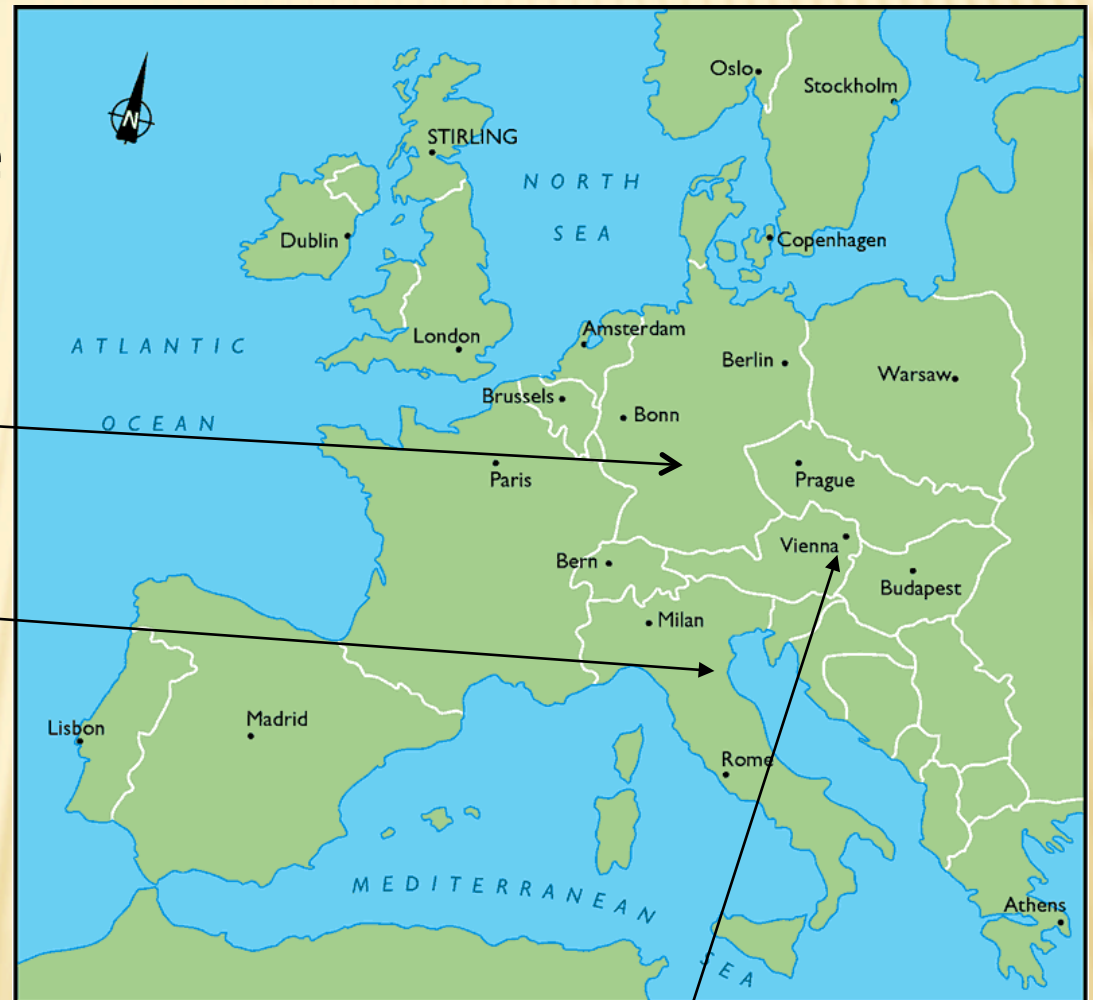 Oslo
Stockholm
N
STIRLING
NORTH
SEA
Dublin
Copenhagen
London
Amsterdam
ATLANTIC
Berlin
Warsaw
Brussels
Bonn
OCEAN
Paris
Prague
Vienna
Bern
Budapest
Milan
Lisbon
Madrid
Rome
MEDITERRANEAN
Athens
SEA